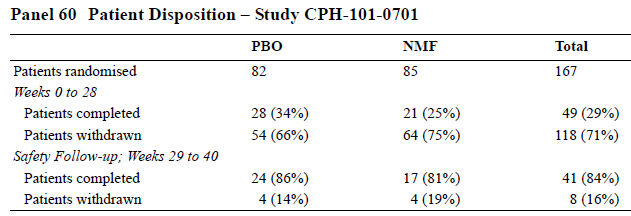 Panel 60 Patient Disposition – Study CPH-101-0701
PBO NMF Total
Patients randomised 82 85 167
Weeks 0 to 28
Patients completed 28 (34%) 21 (25%) 49 (29%)
Patients withdrawn 54 (66%) 64 (75%) 118 (71%)
Safety Follow-up; Weeks 29 to 40
Patients completed 24 (86%) 17 (81%) 41 (84%)
Patients withdrawn 4 (14%) 4 (19%) 8 (16%)